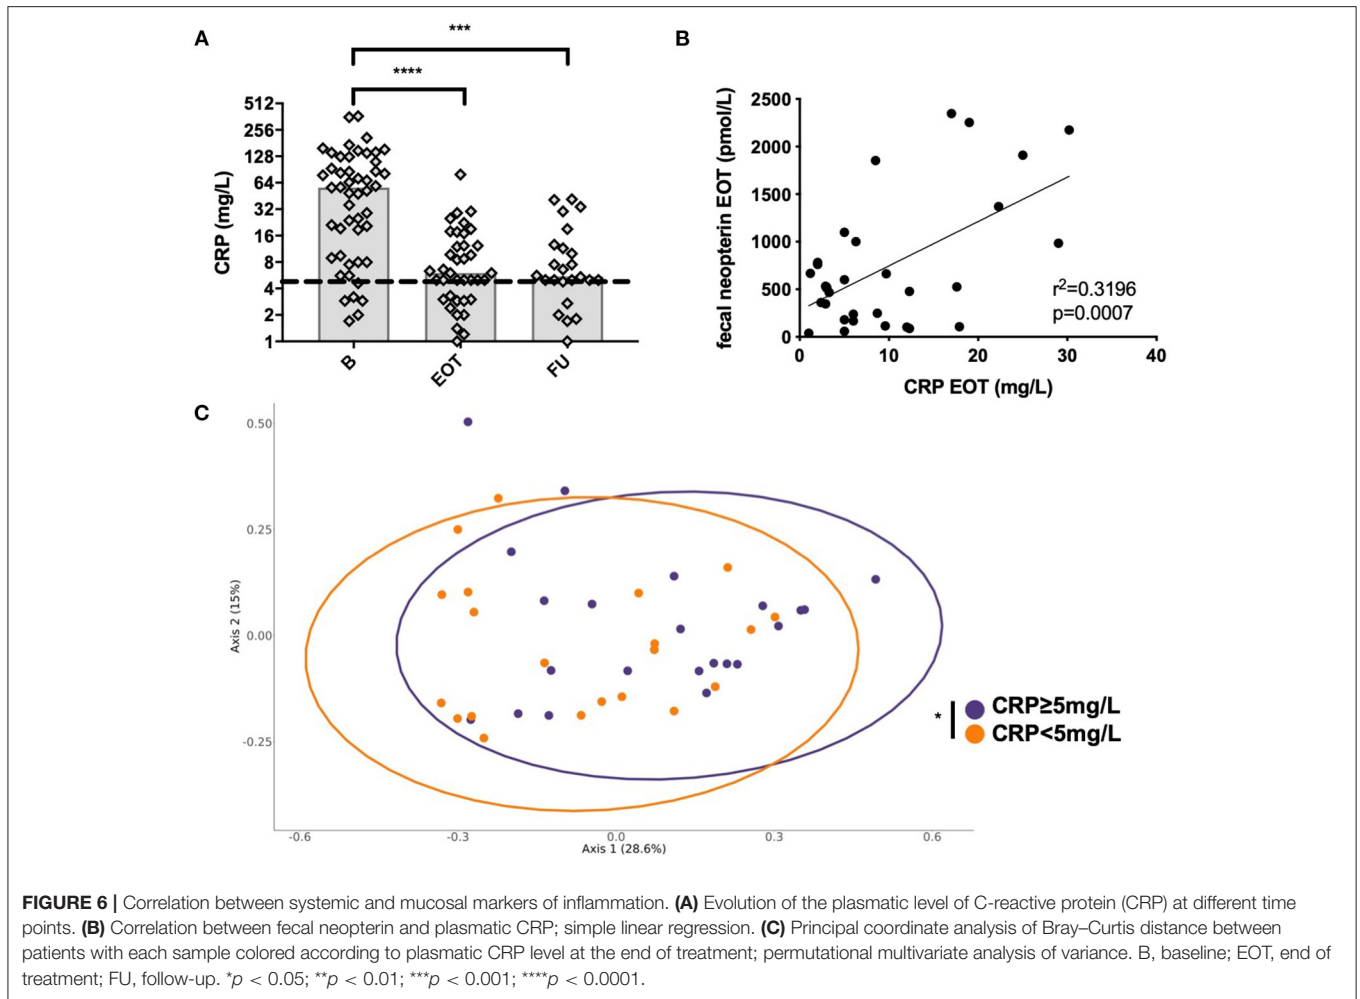 A
***
****
512
256
128
64
32
16
8
4
2
1
CRP (mg/L)
B
EOT
FU
B
2500
2000
1500
1000
500
0
fecal neopterin EOT (pmol/L)
r²=0.3196
p=0.0007
0 10 20 30 40
CRP EOT (mg/L)
C
0.50
0.25
0.00
-0.25
Axis 2 (15%)
* CRP≥5mg/L
CRP<5mg/L
-0.6 -0.3 0.0 0.3 0.6
Axis 1 (28.6%)
FIGURE 6 | Correlation between systemic and mucosal markers of inflammation. (A) Evolution of the plasmatic level of C-reactive protein (CRP) at different time
points. (B) Correlation between fecal neopterin and plasmatic CRP; simple linear regression. (C) Principal coordinate analysis of Bray–Curtis distance between
patients with each sample colored according to plasmatic CRP level at the end of treatment; permutational multivariate analysis of variance. B, baseline; EOT, end of
treatment; FU, follow-up. *p < 0.05; **p < 0.01; ***p < 0.001; ****p < 0.0001.